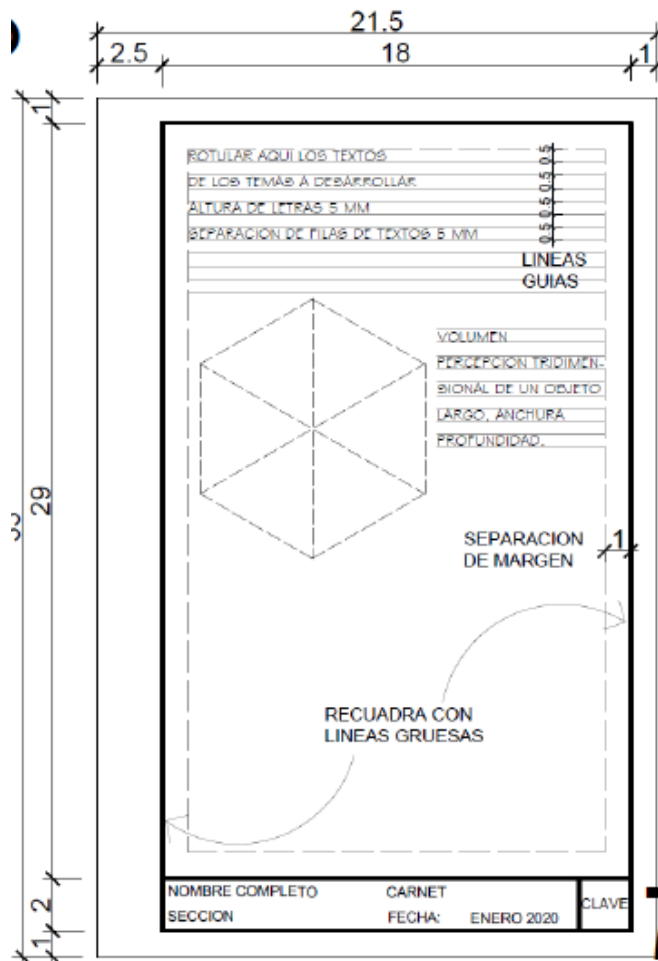 21.5
2.5
18
1
1
ROTULAR AQUI LOS TEXTOS
DE LOS TEMAS A DESARROLLAR
ALTURA DE LETRAS 5 MM
SEPARACION DE FILAS DE TEXTOS 5 MM
0.5
0.5
0.5
0.5
0.5
0.5
0.5
LINEAS
GUIAS
VOLUMEN
PERCEPCION TRIDIMEN-
SIONAL DE UN OBJETO
LARGO, ANCHURA
PROFUNDIDAD.
29
SEPARACION
DE MARGEN
1
RECUADRA CON
LINEAS GRUESAS
2
1
NOMBRE COMPLETO
CARNET
CLAVE
SECCION
FECHA:
ENERO 2020